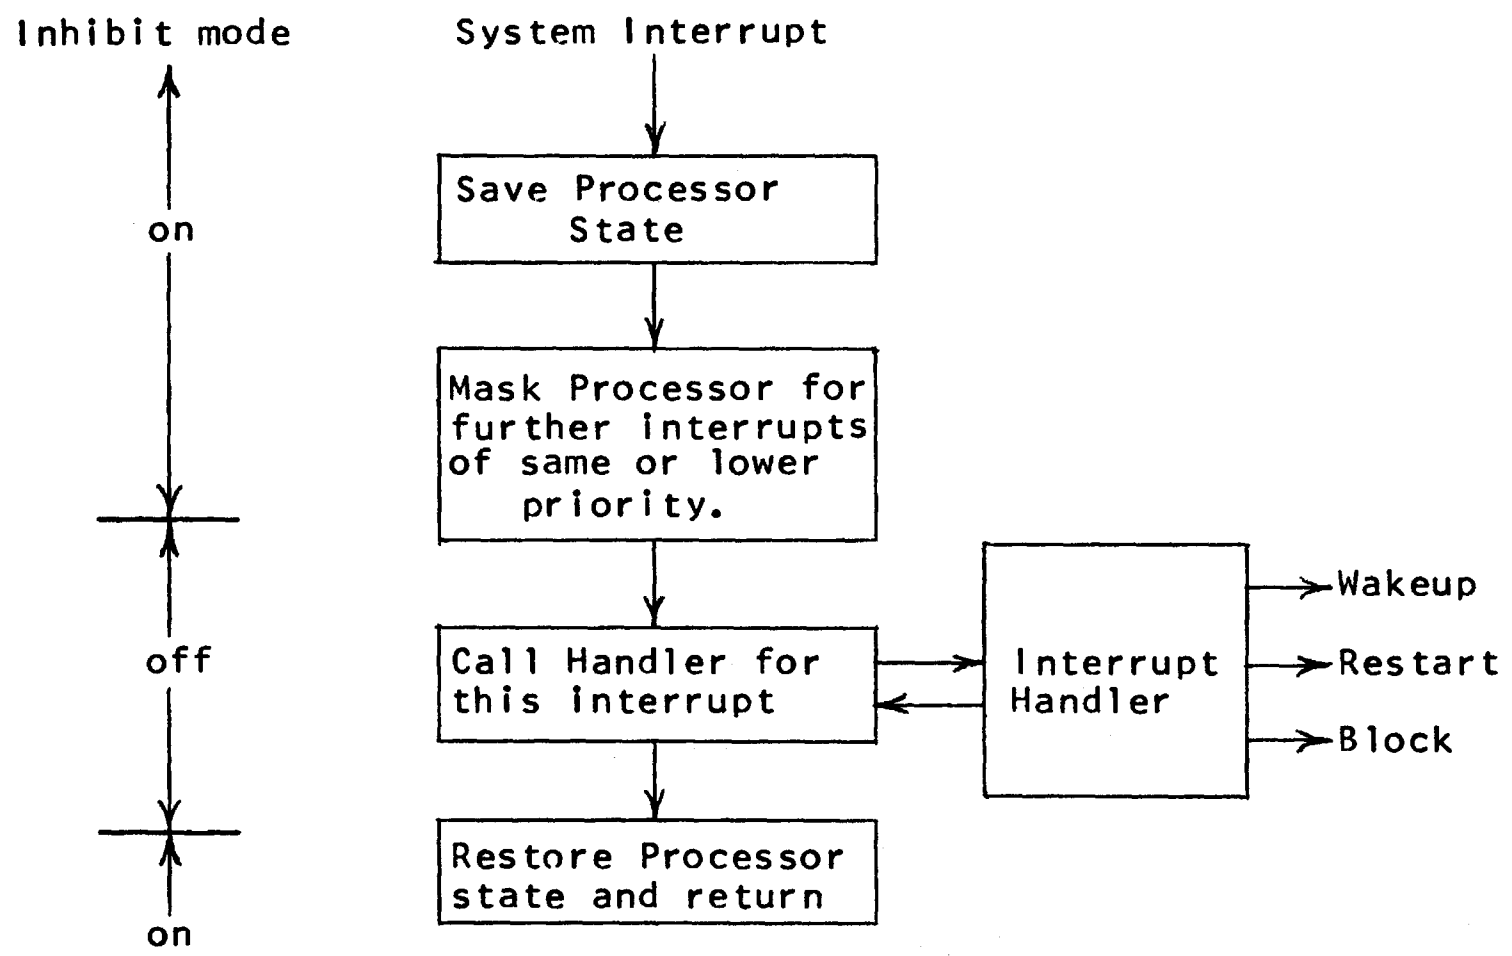 Inhibit mode
System Interrupt
on
Save Processor
State
Mask Processor for
further interrupts
of same or lower
priority.
off
Call Handler for
this interrupt
Interrupt
Handler
Wakeup
Restart
Block
Restore Processor
state and return
on